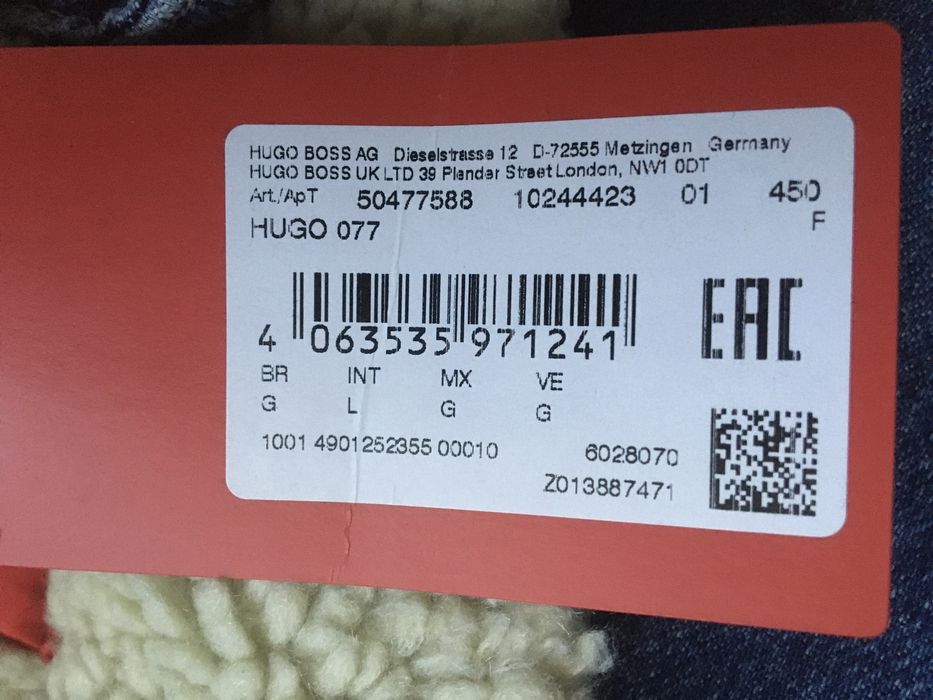 HUGO BOSS AG Dieselstrasse 12 D-72555 Metzingen Germany
HUGO BOSS UK LTD 39 Plender Street London, NW1 0DT
Art./ApT 50477588 10244423 01 450
HUGO 077 F
EAC
4 063535 971241
BR INT MX VE
G L G G
1001 4901252355 00010 6028070
Z013887471